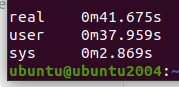 real 0m41.675s
user 0m37.959s
sys 0m2.869s
ubuntu@ubuntu2004:~